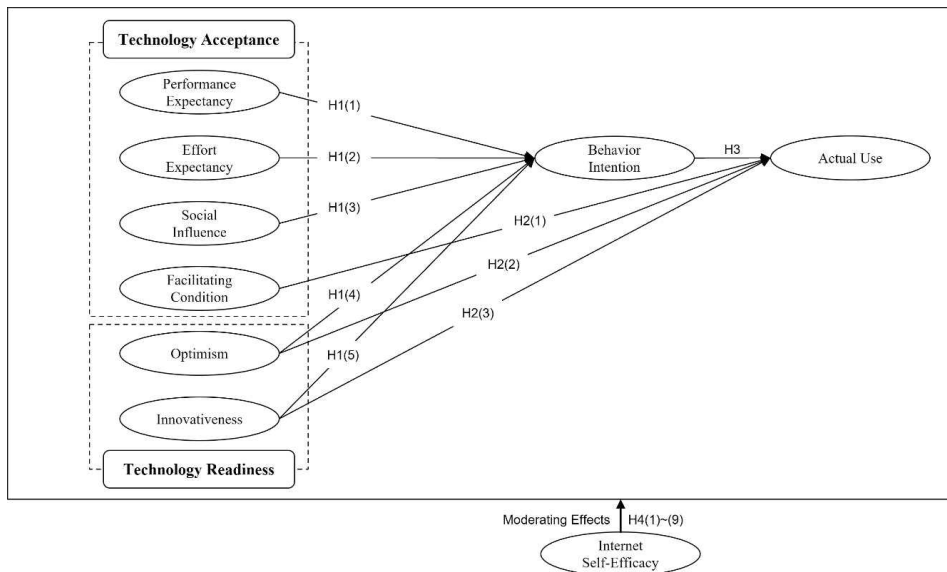 Technology Acceptance
Performance
Expectancy
H1(1)
Effort
Expectancy
H1(2)
Behavior
Intention
H3
Actual Use
Social
Influence
H1(3)
H2(1)
Facilitating
Condition
H1(4)
H2(2)
H2(3)
Optimism
H1(5)
Innovativeness
Technology Readiness
Moderating Effects
H4(1)~(9)
Internet
Self-Efficacy